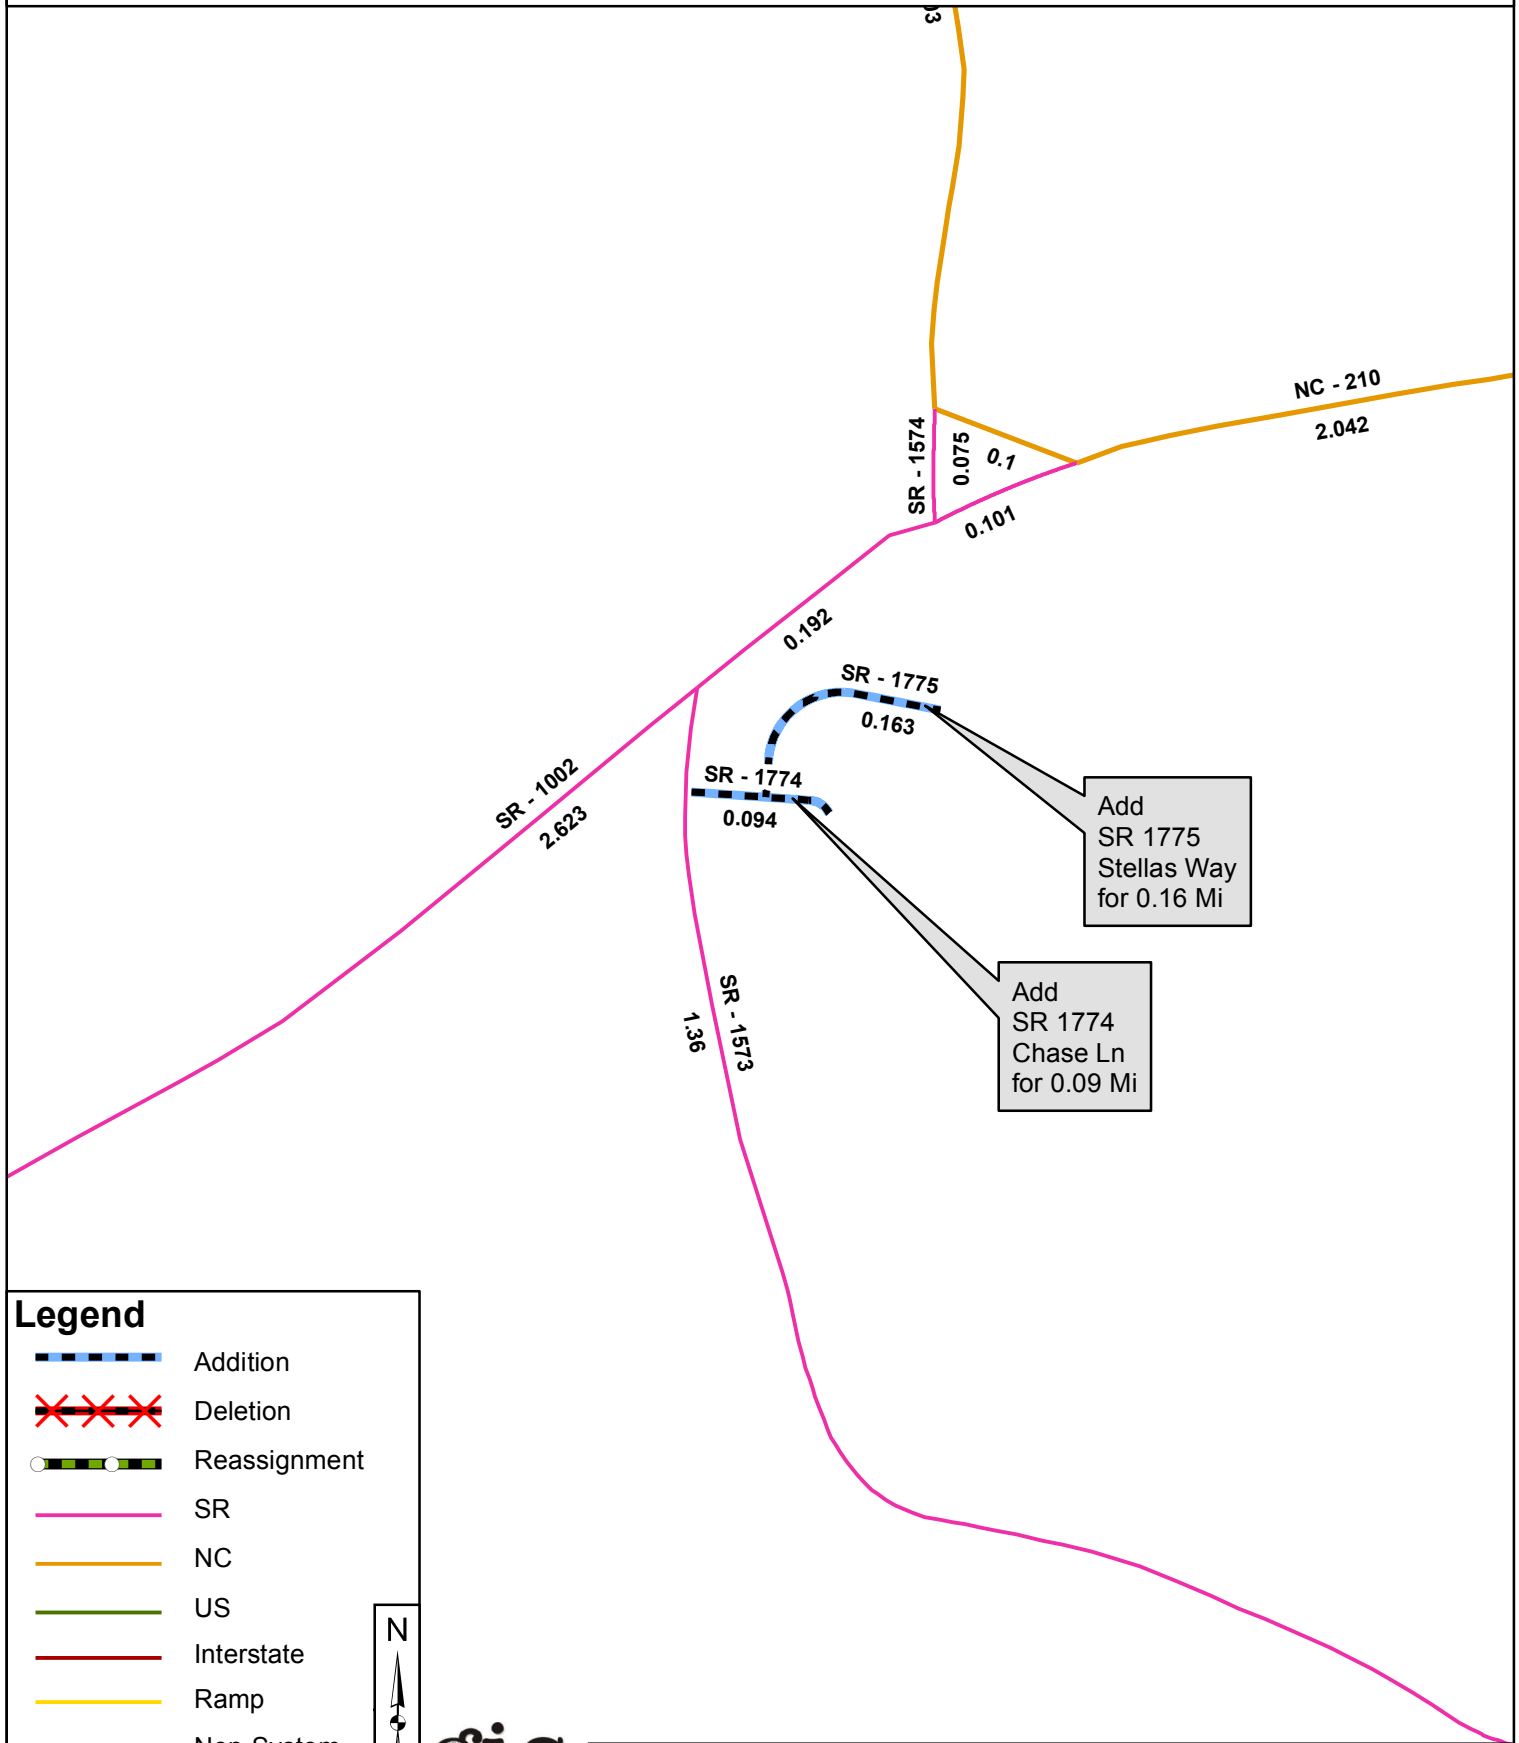 NC - 210
2.042
SR - 1574
0.075
0.1
0.101
0.192
SR - 1775
0.163
SR - 1774
0.094
SR - 1002
2.623
Add
SR 1775
Stellas Way
for 0.16 Mi
SR - 1573
1.36
Add
SR 1774
Chase Ln
for 0.09 Mi
Legend
Addition
Deletion
Reassignment
SR
NC
US
Interstate
Ramp
Non System
N